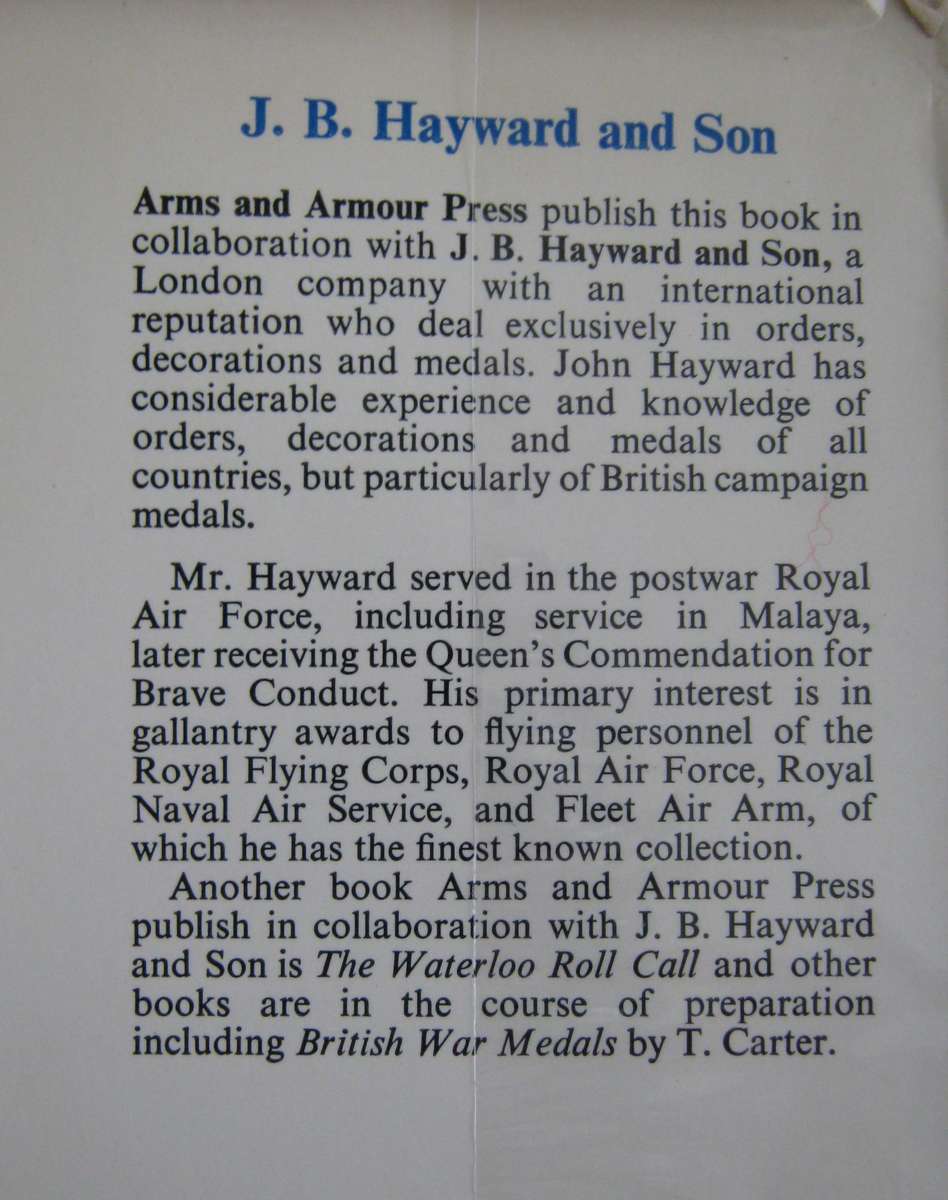 J. B. Hayward and Son
Arms and Armour Press publish this book in
collaboration with J. B. Hayward and Son, a
London company with an international
reputation who deal exclusively in orders,
decorations and medals. John Hayward has
considerable experience and knowledge of
orders, decorations and medals of all
countries, but particularly of British campaign
medals.
Mr. Hayward served in the postwar Royal
Air Force, including service in Malaya,
later receiving the Queen's Commendation for
Brave Conduct. His primary interest is in
gallantry awards to flying personnel of the
Royal Flying Corps, Royal Air Force, Royal
Naval Air Service, and Fleet Air Arm, of
which he has the finest known collection.
Another book Arms and Armour Press
publish in collaboration with J. B. Hayward
and Son is The Waterloo Roll Call and other
books are in the course of preparation
including British War Medals by T. Carter.